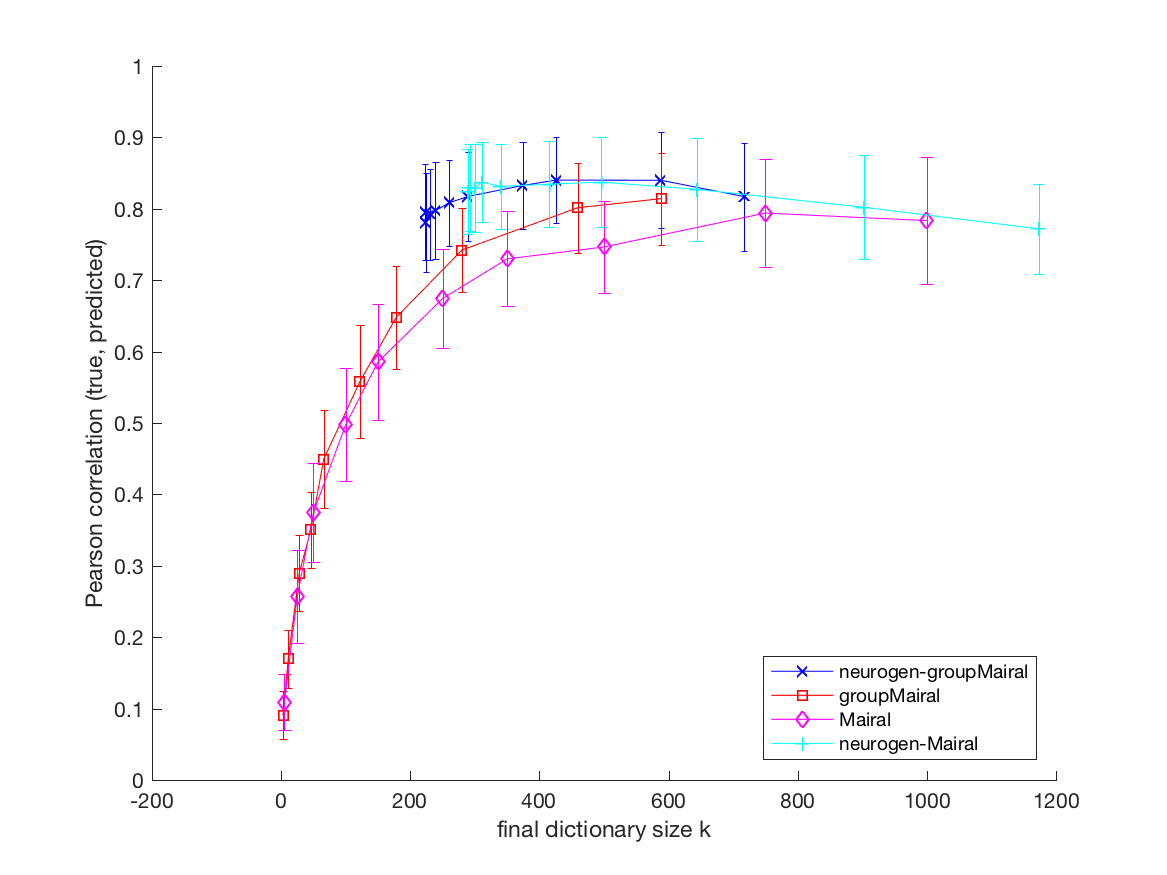 1
0.9
0.8
0.7
0.6
0.5
0.4
0.3
0.2
0.1
0
Pearson correlation (true, predicted)
-200 0 200 400 600 800 1000 1200
final dictionary size k
neurogen-groupMairal
groupMairal
Mairal
neurogen-Mairal